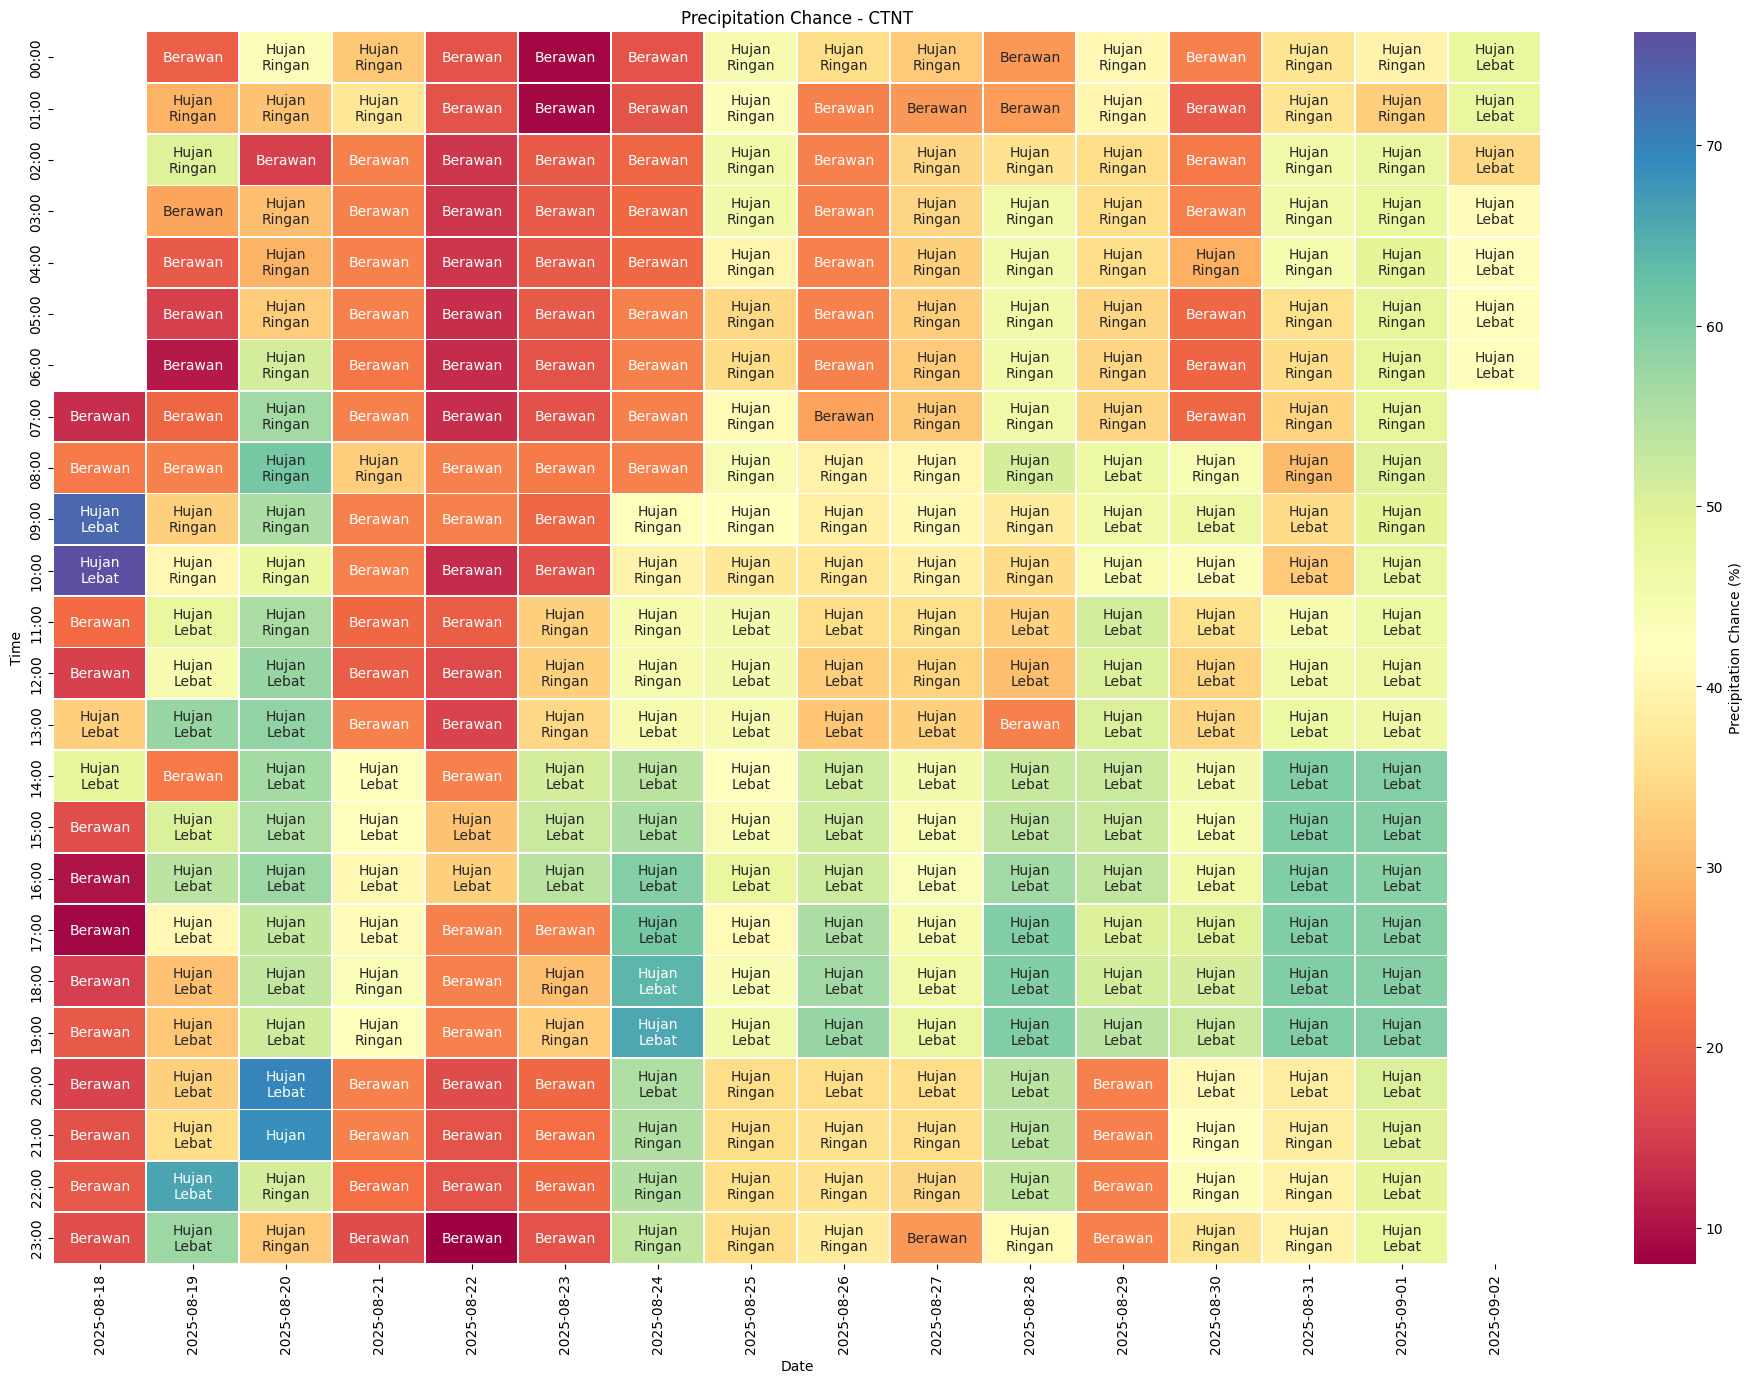 Precipitation Chance - CTNT
00:00 Berawan Hujan Ringan Hujan Ringan Berawan Berawan Berawan Hujan Ringan Hujan Ringan Hujan Ringan Berawan Hujan Ringan Berawan Hujan Ringan Hujan Ringan Hujan Lebat
01:00 Hujan Ringan Hujan Ringan Hujan Ringan Berawan Berawan Berawan Hujan Ringan Berawan Berawan Berawan Hujan Ringan Berawan Hujan Ringan Hujan Ringan Hujan Lebat
02:00 Hujan Ringan Berawan Berawan Berawan Berawan Berawan Hujan Ringan Berawan Hujan Ringan Hujan Ringan Hujan Ringan Berawan Hujan Ringan Hujan Ringan Hujan Lebat
03:00 Berawan Hujan Ringan Berawan Berawan Berawan Berawan Hujan Ringan Berawan Hujan Ringan Hujan Ringan Hujan Ringan Berawan Hujan Ringan Hujan Ringan Hujan Lebat
04:00 Berawan Hujan Ringan Berawan Berawan Berawan Berawan Hujan Ringan Berawan Hujan Ringan Hujan Ringan Hujan Ringan Hujan Ringan Hujan Ringan Hujan Ringan Hujan Lebat
05:00 Berawan Hujan Ringan Berawan Berawan Berawan Berawan Hujan Ringan Berawan Hujan Ringan Hujan Ringan Hujan Ringan Berawan Hujan Ringan Hujan Ringan Hujan Lebat
06:00 Berawan Hujan Ringan Berawan Berawan Berawan Berawan Hujan Ringan Berawan Hujan Ringan Hujan Ringan Hujan Ringan Berawan Hujan Ringan Hujan Ringan Hujan Lebat
07:00 Berawan Berawan Hujan Ringan Berawan Berawan Berawan Berawan Hujan Ringan Berawan Hujan Ringan Hujan Ringan Hujan Ringan Berawan Hujan Ringan Hujan Ringan
08:00 Berawan Berawan Hujan Ringan Hujan Ringan Berawan Berawan Berawan Hujan Ringan Hujan Ringan Hujan Ringan Hujan Ringan Hujan Lebat Hujan Ringan Hujan Ringan Hujan Ringan
09:00 Hujan Lebat Hujan Ringan Hujan Ringan Berawan Berawan Berawan Hujan Ringan Hujan Ringan Hujan Ringan Hujan Ringan Hujan Ringan Hujan Lebat Hujan Lebat Hujan Lebat Hujan Ringan
10:00 Hujan Lebat Hujan Ringan Hujan Ringan Berawan Berawan Berawan Hujan Ringan Hujan Ringan Hujan Ringan Hujan Ringan Hujan Ringan Hujan Lebat Hujan Lebat Hujan Lebat Hujan Lebat
11:00 Berawan Hujan Lebat Hujan Ringan Berawan Berawan Hujan Ringan Hujan Ringan Hujan Lebat Hujan Lebat Hujan Ringan Hujan Lebat Hujan Lebat Hujan Lebat Hujan Lebat Hujan Lebat
12:00 Berawan Hujan Lebat Hujan Lebat Berawan Berawan Hujan Ringan Hujan Ringan Hujan Lebat Hujan Lebat Hujan Ringan Hujan Lebat Hujan Lebat Hujan Lebat Hujan Lebat Hujan Lebat
13:00 Hujan Lebat Hujan Lebat Hujan Lebat Berawan Berawan Hujan Ringan Hujan Lebat Hujan Lebat Hujan Lebat Hujan Lebat Berawan Hujan Lebat Hujan Lebat Hujan Lebat Hujan Lebat
14:00 Hujan Lebat Berawan Hujan Lebat Hujan Lebat Berawan Hujan Lebat Hujan Lebat Hujan Lebat Hujan Lebat Hujan Lebat Hujan Lebat Hujan Lebat Hujan Lebat Hujan Lebat Hujan Lebat
15:00 Berawan Hujan Lebat Hujan Lebat Hujan Lebat Hujan Lebat Hujan Lebat Hujan Lebat Hujan Lebat Hujan Lebat Hujan Lebat Hujan Lebat Hujan Lebat Hujan Lebat Hujan Lebat Hujan Lebat
16:00 Berawan Hujan Lebat Hujan Lebat Hujan Lebat Hujan Lebat Hujan Lebat Hujan Lebat Hujan Lebat Hujan Lebat Hujan Lebat Hujan Lebat Hujan Lebat Hujan Lebat Hujan Lebat Hujan Lebat
17:00 Berawan Hujan Lebat Hujan Lebat Hujan Lebat Berawan Berawan Hujan Lebat Hujan Lebat Hujan Lebat Hujan Lebat Hujan Lebat Hujan Lebat Hujan Lebat Hujan Lebat Hujan Lebat
18:00 Berawan Hujan Lebat Hujan Lebat Hujan Ringan Berawan Hujan Ringan Hujan Lebat Hujan Lebat Hujan Lebat Hujan Lebat Hujan Lebat Hujan Lebat Hujan Lebat Hujan Lebat Hujan Lebat
19:00 Berawan Hujan Lebat Hujan Lebat Hujan Ringan Berawan Hujan Ringan Hujan Lebat Hujan Lebat Hujan Lebat Hujan Lebat Hujan Lebat Hujan Lebat Hujan Lebat Hujan Lebat Hujan Lebat
20:00 Berawan Hujan Lebat Hujan Lebat Berawan Berawan Berawan Hujan Lebat Hujan Ringan Hujan Lebat Hujan Lebat Hujan Lebat Berawan Hujan Lebat Hujan Lebat Hujan Lebat
21:00 Berawan Hujan Lebat Hujan Berawan Berawan Berawan Hujan Ringan Hujan Ringan Hujan Ringan Hujan Ringan Hujan Lebat Berawan Hujan Ringan Hujan Ringan Hujan Lebat
22:00 Berawan Hujan Lebat Hujan Ringan Berawan Berawan Berawan Hujan Ringan Hujan Ringan Hujan Ringan Hujan Ringan Hujan Lebat Berawan Hujan Ringan Hujan Ringan Hujan Lebat
23:00 Berawan Hujan Lebat Hujan Ringan Berawan Berawan Berawan Hujan Ringan Hujan Ringan Hujan Ringan Berawan Hujan Ringan Berawan Hujan Ringan Hujan Ringan Hujan Lebat
Time
2025-08-18 2025-08-19 2025-08-20 2025-08-21 2025-08-22 2025-08-23 2025-08-24 2025-08-25 2025-08-26 2025-08-27 2025-08-28 2025-08-29 2025-08-30 2025-08-31 2025-09-01 2025-09-02
Date
70
60
50
40
30
20
10
Precipitation Chance (%)